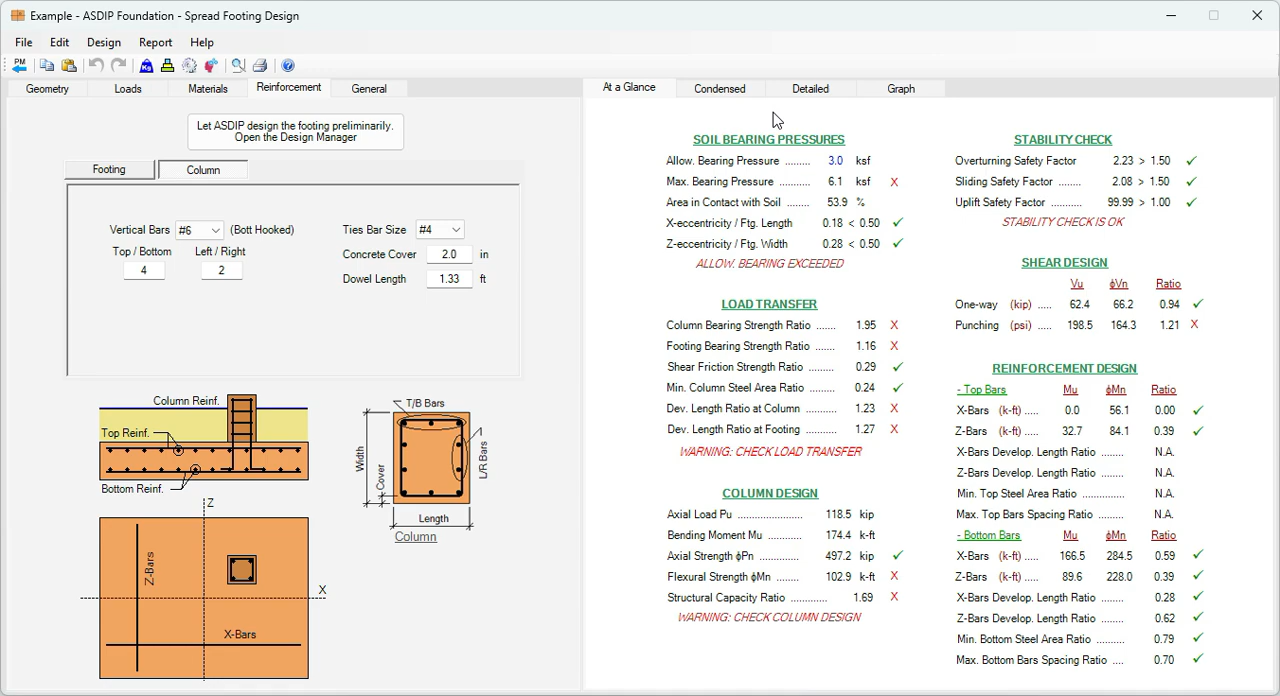 Example - ASDIP Foundation - Spread Footing Design
File Edit Design Report Help
PM
Kg
Geometry Loads Materials Reinforcement General
Let ASDIP design the footing preliminarily.
Open the Design Manager
Footing Column
Vertical Bars #6 (Bott Hooked)
Top / Bottom Left / Right
4 2
Ties Bar Size #4
Concrete Cover 2.0 in
Dowel Length 1.33 ft
Column Reinf.
Top Reinf.
Bottom Reinf.
T/B Bars
Width
Cover
L/R Bars
Length
Column
Z
Z-Bars
X
X-Bars
At a Glance Condensed Detailed Graph
SOIL BEARING PRESSURES
Allow. Bearing Pressure ........ 3.0 ksf
Max. Bearing Pressure .......... 6.1 ksf X
Area in Contact with Soil ....... 53.9 %
X-eccentricity / Ftg. Length 0.18 < 0.50 ✓
Z-eccentricity / Ftg. Width 0.28 < 0.50 ✓
ALLOW. BEARING EXCEEDED
LOAD TRANSFER
Column Bearing Strength Ratio ...... 1.95 X
Footing Bearing Strength Ratio ...... 1.16 X
Shear Friction Strength Ratio ........ 0.29 ✓
Min. Column Steel Area Ratio ........ 0.24 ✓
Dev. Length Ratio at Column ........ 1.23 X
Dev. Length Ratio at Footing ........ 1.27 X
WARNING: CHECK LOAD TRANSFER
COLUMN DESIGN
Axial Load Pu ...................... 118.5 kip
Bending Moment Mu ............ 174.4 k-ft
Axial Strength ϕPn ............. 497.2 kip ✓
Flexural Strength ϕMn ....... 102.9 k-ft X
Structural Capacity Ratio ............ 1.69 X
WARNING: CHECK COLUMN DESIGN
STABILITY CHECK
Overturning Safety Factor 2.23 > 1.50 ✓
Sliding Safety Factor ....... 2.08 > 1.50 ✓
Uplift Safety Factor .......... 99.99 > 1.00 ✓
STABILITY CHECK IS OK
SHEAR DESIGN
Vu ϕVn Ratio
One-way (kip) ..... 62.4 66.2 0.94 ✓
Punching (psi) ..... 198.5 164.3 1.21 X
REINFORCEMENT DESIGN
- Top Bars Mu ϕMn Ratio
X-Bars (k-ft) ..... 0.0 56.1 0.00 ✓
Z-Bars (k-ft) ..... 32.7 84.1 0.39 ✓
X-Bars Develop. Length Ratio ........ N.A.
Z-Bars Develop. Length Ratio ........ N.A.
Min. Top Steel Area Ratio .............. N.A.
Max. Top Bars Spacing Ratio ........ N.A.
- Bottom Bars Mu ϕMn Ratio
X-Bars (k-ft) ..... 166.5 284.5 0.59 ✓
Z-Bars (k-ft) ..... 89.6 228.0 0.39 ✓
X-Bars Develop. Length Ratio ........ 0.28 ✓
Z-Bars Develop. Length Ratio ........ 0.62 ✓
Min. Bottom Steel Area Ratio .......... 0.79 ✓
Max. Bottom Bars Spacing Ratio .... 0.70 ✓